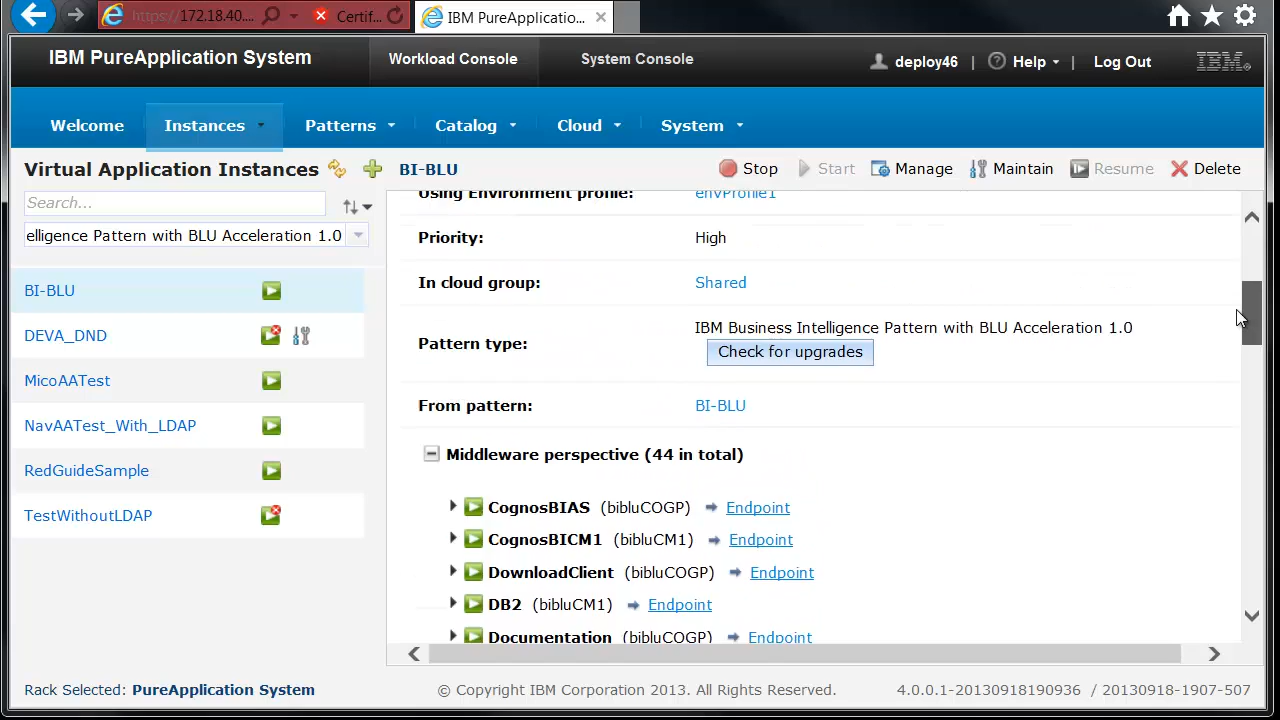 https://172.18.40...
Certif...
IBM PureApplicatio...
IBM PureApplication System
Workload Console
System Console
deploy46
Help
Log Out
IBM
Welcome
Instances
Patterns
Catalog
Cloud
System
Virtual Application Instances
BI-BLU
Stop
Start
Manage
Maintain
Resume
Delete
Search...
elligence Pattern with BLU Acceleration 1.0
BI-BLU
DEVA_DND
MicoAATest
NavAATest_With_LDAP
RedGuideSample
TestWithoutLDAP
Using Environment profile: envProfile1
Priority: High
In cloud group: Shared
Pattern type: IBM Business Intelligence Pattern with BLU Acceleration 1.0
Check for upgrades
From pattern: BI-BLU
Middleware perspective (44 in total)
CognosBIAS (bibluCOGP) Endpoint
CognosBICM1 (bibluCM1) Endpoint
DownloadClient (bibluCOGP) Endpoint
DB2 (bibluCM1) Endpoint
Documentation (bibluCOGP) Endpoint
Rack Selected: PureApplication System
© Copyright IBM Corporation 2013. All Rights Reserved.
4.0.0.1-20130918190936 / 20130918-1907-507